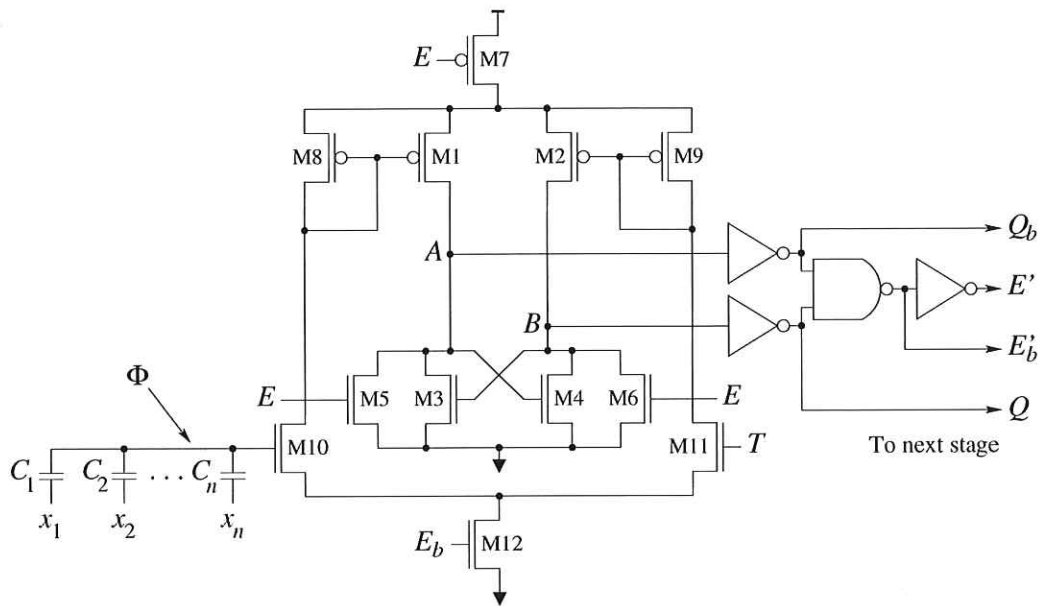 E
M7
M8
M1
M2
M9
A
B
Q_b
E'
E'_b
Q
To next stage
Φ
E
M5
M3
M4
M6
E
M10
M11
T
C_1
C_2
. . .
C_n
x_1
x_2
x_n
E_b
M12